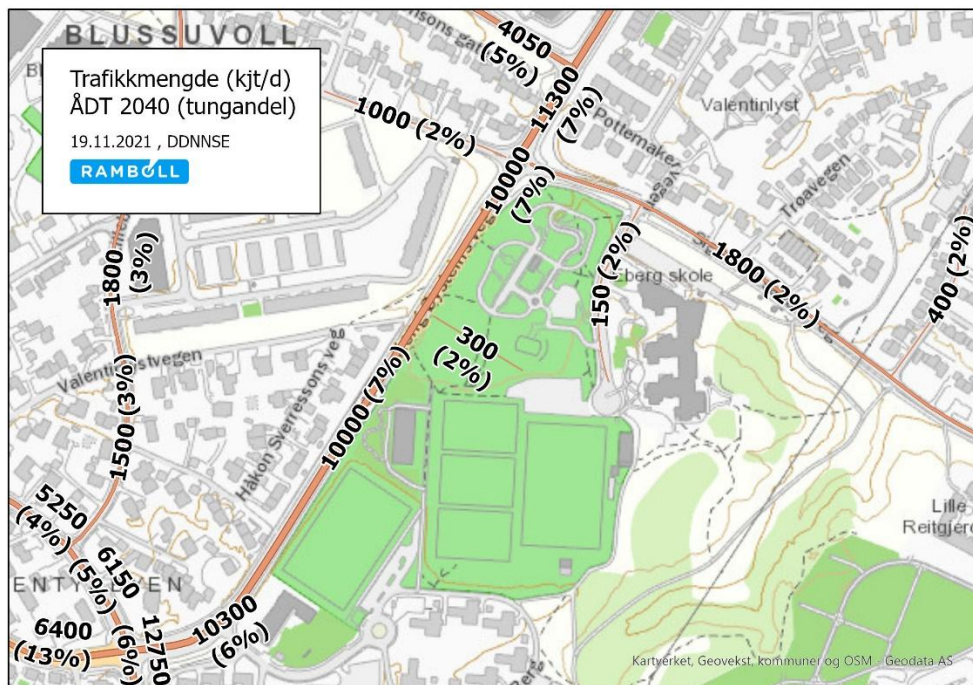 BLUSSUVOLL
Trafikkmengde (kjt/d)
ÅDT 2040 (tungandel)
19.11.2021 , DDNNSE
RAMBOLL
4050
(5%)
11300
(7%)
1000 (2%)
10000
(7%)
Valentinlyst
Trøavegen
1800
(3%)
150 (2%)
Eberg skole
1800 (2%)
400 (2%)
300
(2%)
10000 (7%)
Håkon Sverressons veg
1500 (3%)
5250
(4%)
6150
(5%)
Lille
Reitgjerd
6400
(13%)
12750
(6%)
10300
(6%)
Kartverket, Geovekst, kommuner og OSM - Geodata AS